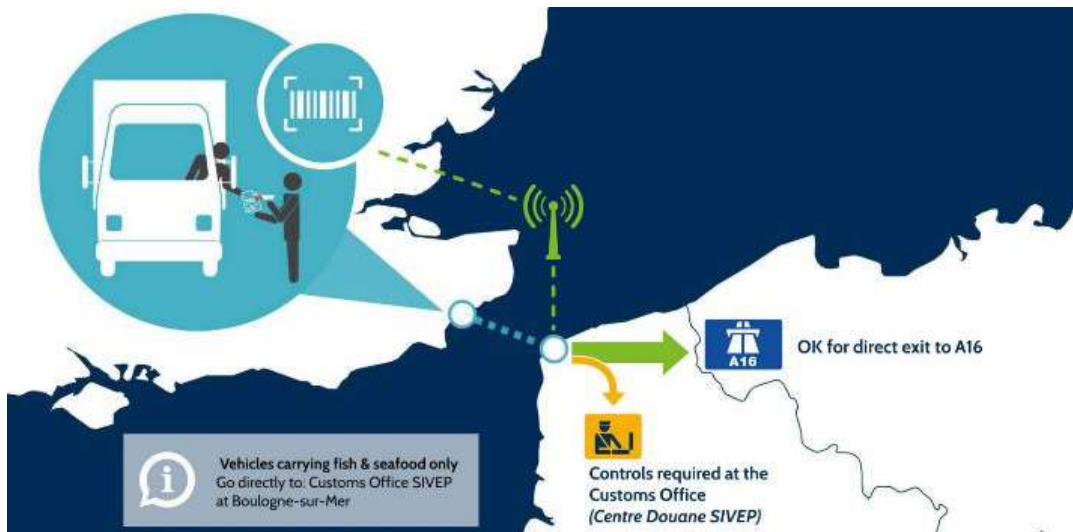 A16
OK for direct exit to A16
Vehicles carrying fish & seafood only
Go directly to: Customs Office SIVEP
at Boulogne-sur-Mer
Controls required at the
Customs Office
(Centre Douane SIVEP)